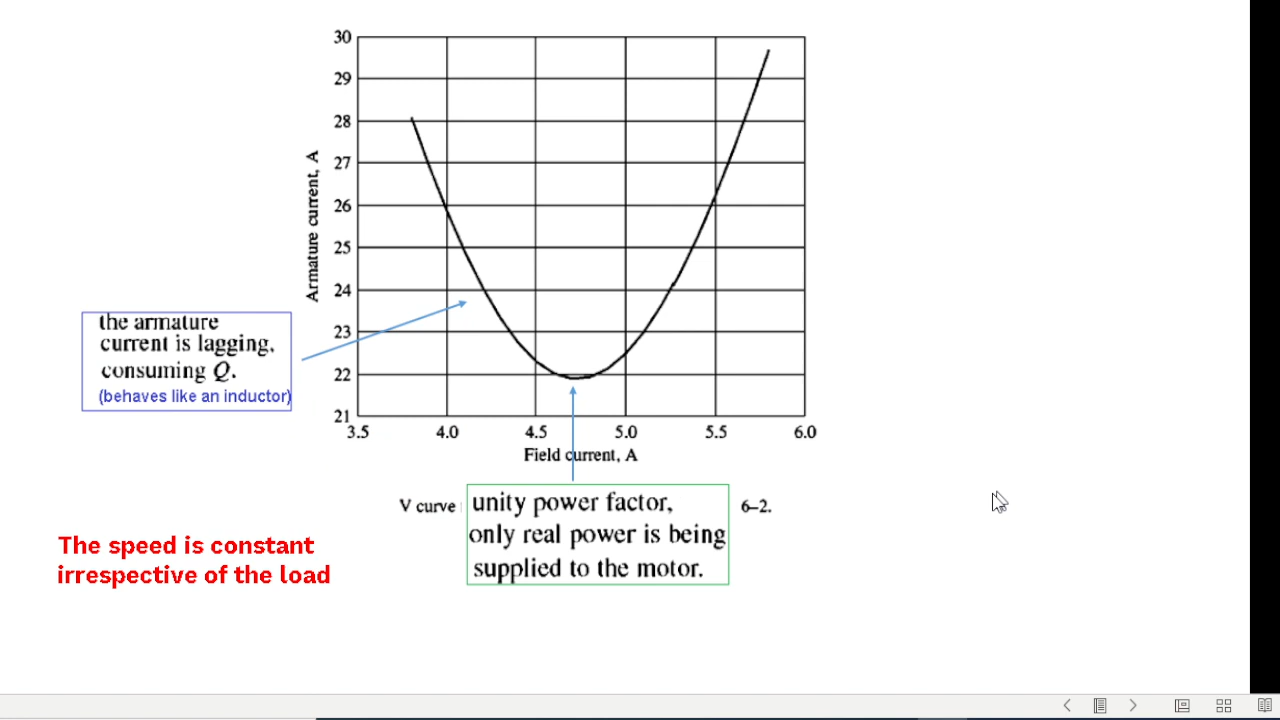 30
29
28
27
26
25
24
23
22
21
Armature current, A
3.5 4.0 4.5 5.0 5.5 6.0
Field current, A
the armature
current is lagging,
consuming Q.
(behaves like an inductor)
V curve
6–2.
unity power factor,
only real power is being
supplied to the motor.
The speed is constant
irrespective of the load